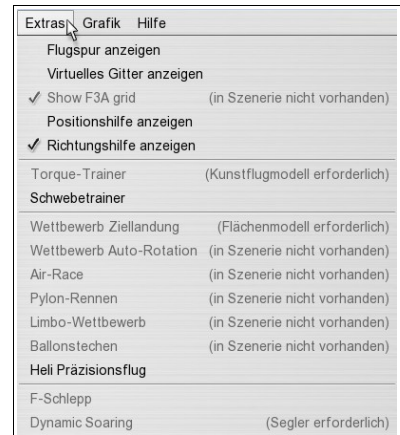 Extras Grafik Hilfe
Flugspur anzeigen
Virtuelles Gitter anzeigen
Show F3A grid (in Szenerie nicht vorhanden)
Positionshilfe anzeigen
Richtungshilfe anzeigen
Torque-Trainer (Kunstflugmodell erforderlich)
Schwebetrainer
Wettbewerb Ziellandung (Flächenmodell erforderlich)
Wettbewerb Auto-Rotation (in Szenerie nicht vorhanden)
Air-Race (in Szenerie nicht vorhanden)
Pylon-Rennen (in Szenerie nicht vorhanden)
Limbo-Wettbewerb (in Szenerie nicht vorhanden)
Ballonstechen (in Szenerie nicht vorhanden)
Heli Präzisionsflug
F-Schlepp
Dynamic Soaring (Segler erforderlich)